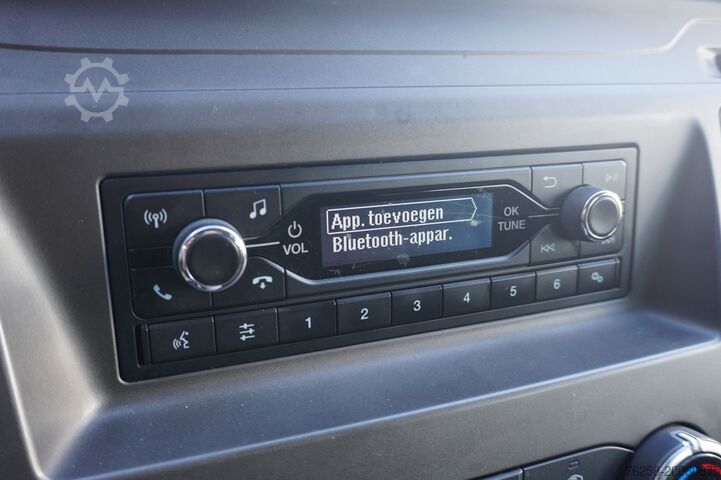 App. toevoegen
Bluetooth-appar.
VOL
OK
TUNE
1 2 3 4 5 6